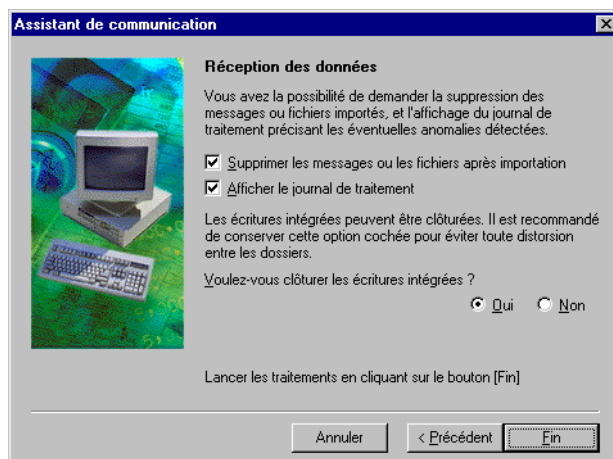 Assistant de communication
Réception des données
Vous avez la possibilité de demander la suppression des
messages ou fichiers importés, et l'affichage du journal de
traitement précisant les éventuelles anomalies détectées.
Supprimer les messages ou les fichiers après importation
Afficher le journal de traitement
Les écritures intégrées peuvent être clôturées. Il est recommandé
de conserver cette option cochée pour éviter toute distorsion
entre les dossiers.
Voulez-vous clôturer les écritures intégrées ?
Oui Non
Lancer les traitements en cliquant sur le bouton [Fin]
Annuler < Précédent Fin